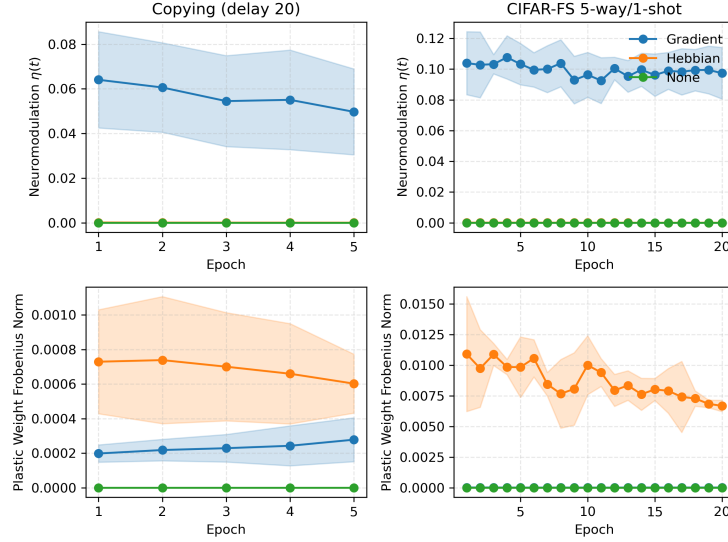 Copying (delay 20)
CIFAR-FS 5-way/1-shot
Neuromodulation η(t)
0.08
0.06
0.04
0.02
0.00
1 2 3 4 5
Epoch
Neuromodulation η(t)
0.12
0.10
0.08
0.06
0.04
0.02
0.00
Gradient
Hebbian
None
5 10 15 20
Epoch
Plastic Weight Frobenius Norm
0.0010
0.0008
0.0006
0.0004
0.0002
0.0000
1 2 3 4 5
Epoch
Plastic Weight Frobenius Norm
0.0150
0.0125
0.0100
0.0075
0.0050
0.0025
0.0000
5 10 15 20
Epoch